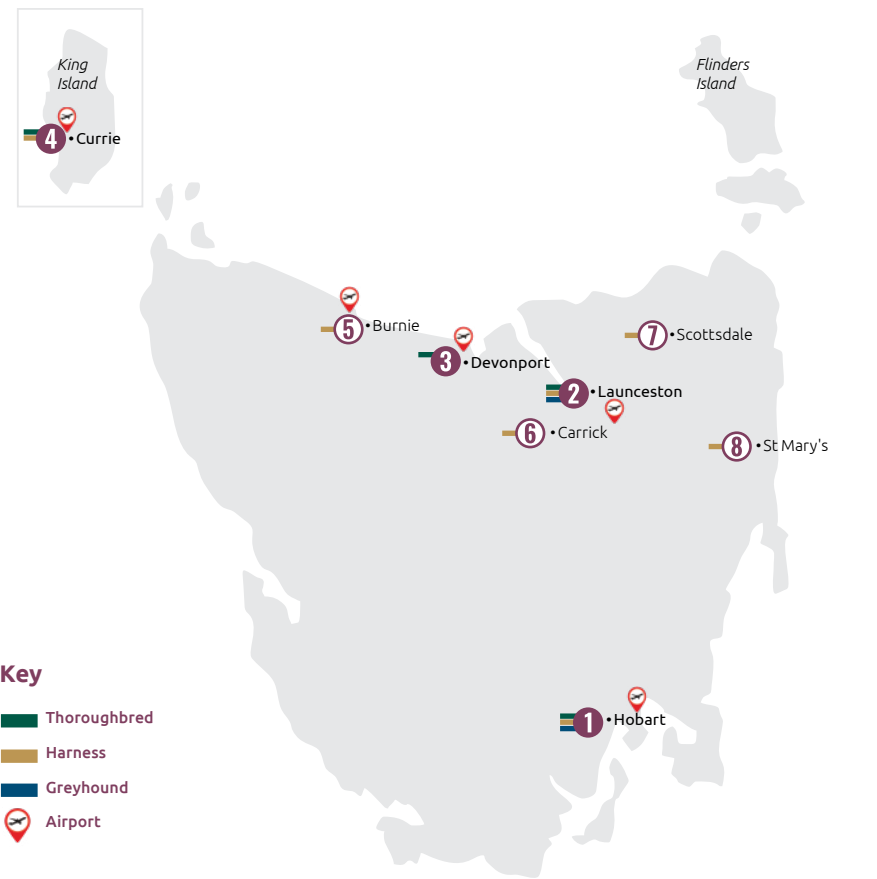 King
Island
Flinders
Island
4
Currie
5
Burnie
7
Scottsdale
3
Devonport
2
Launceston
6
Carrick
8
St Mary's
Key
Thoroughbred
1
Hobart
Harness
Greyhound
Airport